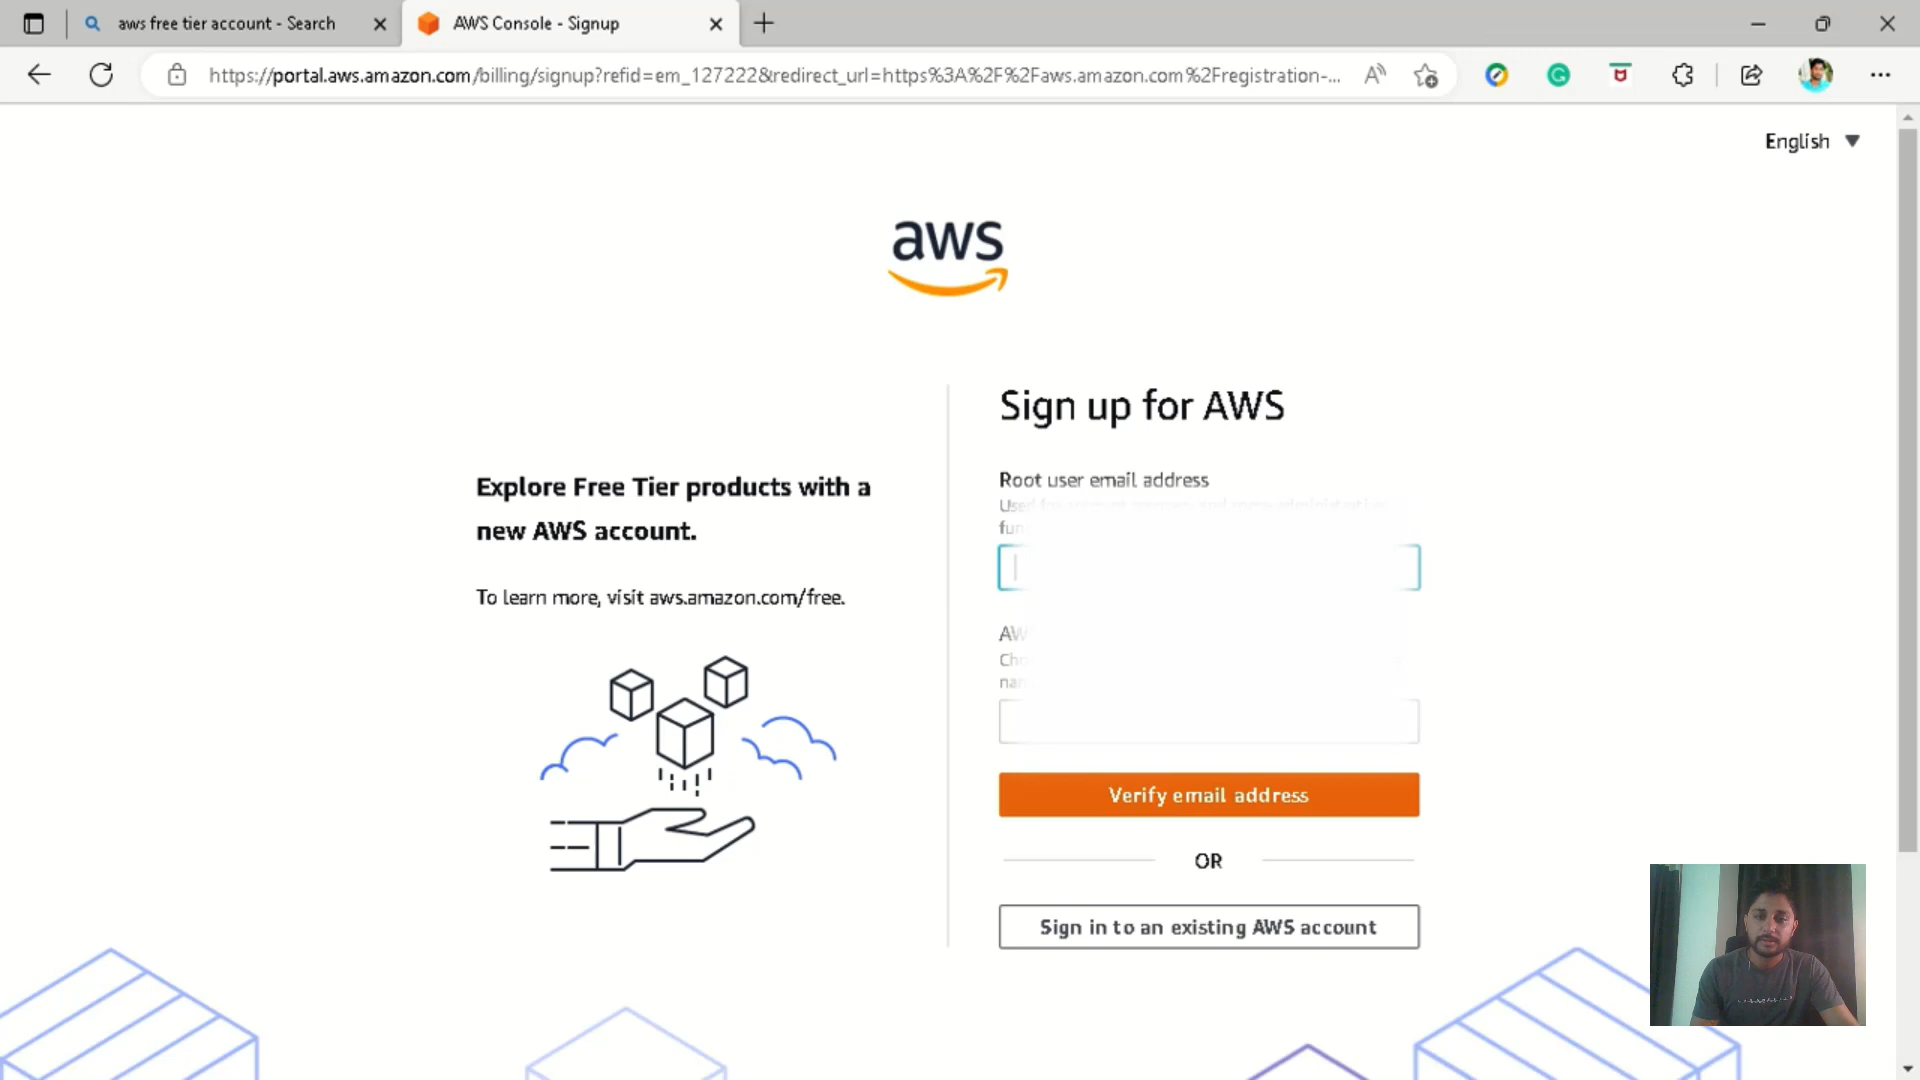 aws free tier account - Search
AWS Console - Signup
https://portal.aws.amazon.com/billing/signup?refid=em_127222&redirect_url=https%3A%2F%2Faws.amazon.com%2Fregistration-...
English
aws
Sign up for AWS
Root user email address
Explore Free Tier products with a
new AWS account.
To learn more, visit aws.amazon.com/free.
Verify email address
OR
Sign in to an existing AWS account